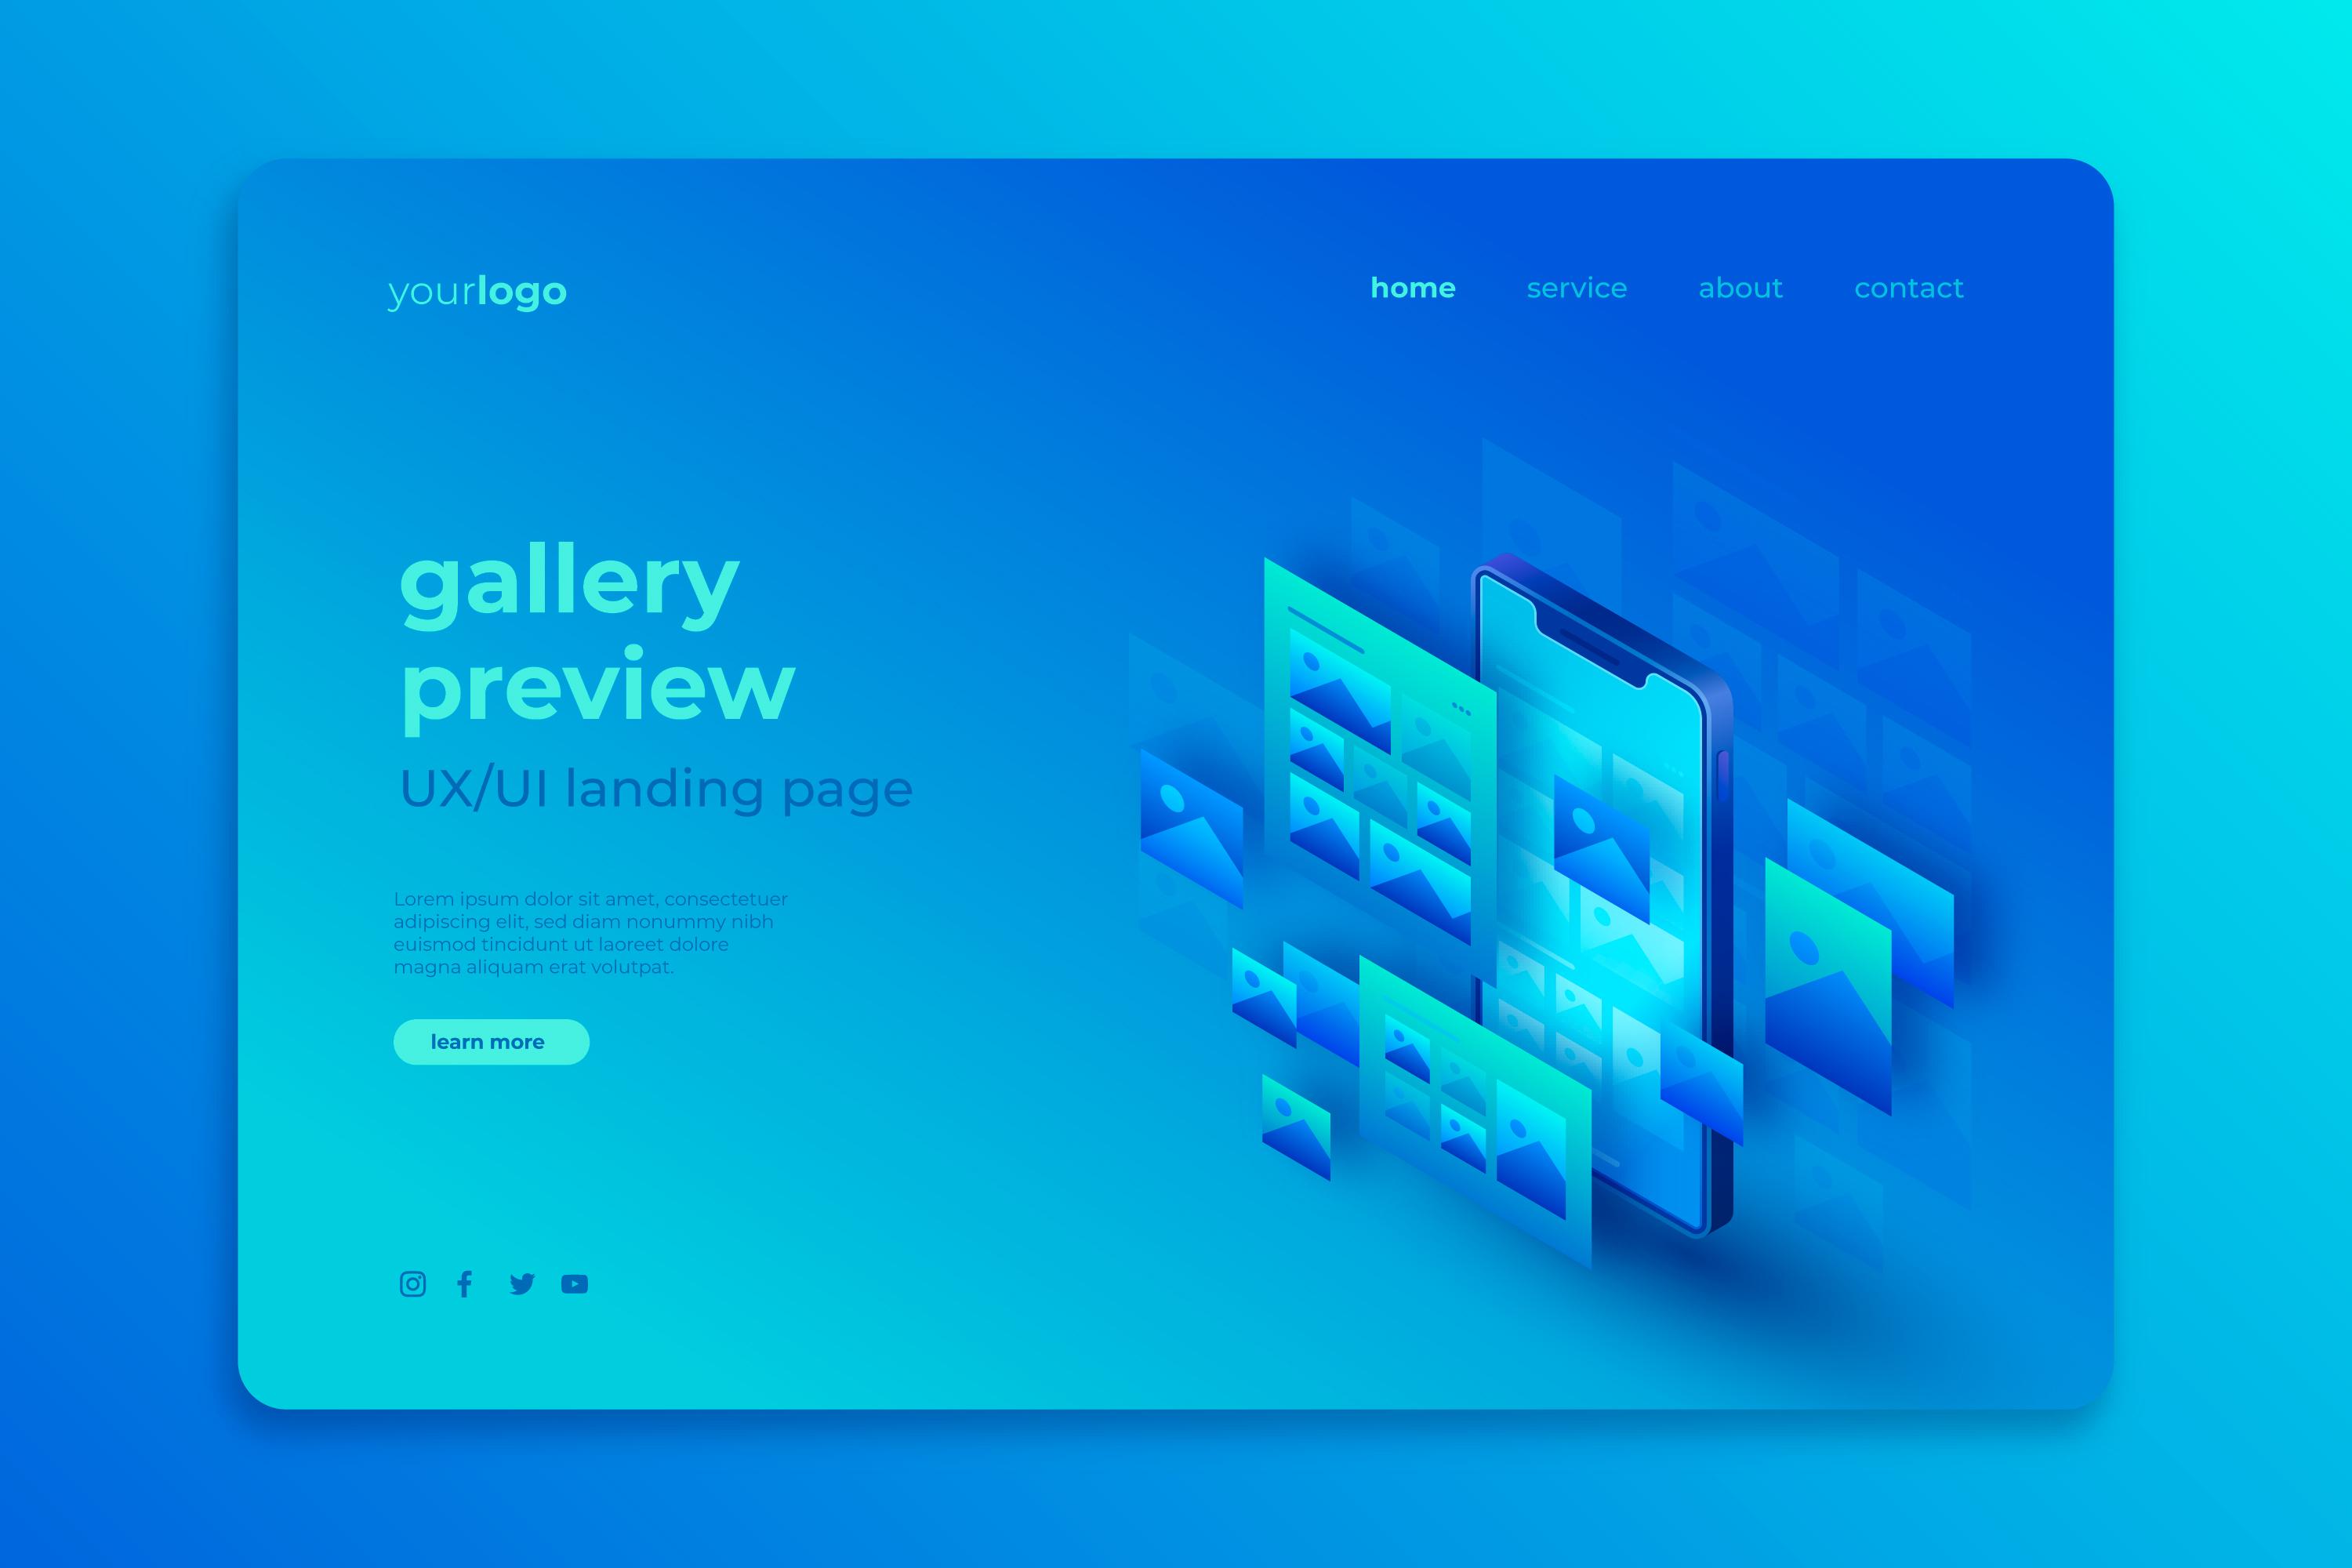 yourlogo
home service about contact
gallery
preview
UX/UI landing page
Lorem ipsum dolor sit amet, consectetuer
adipiscing elit, sed diam nonummy nibh
euismod tincidunt ut laoreet dolore
magna aliquam erat volutpat.
learn more